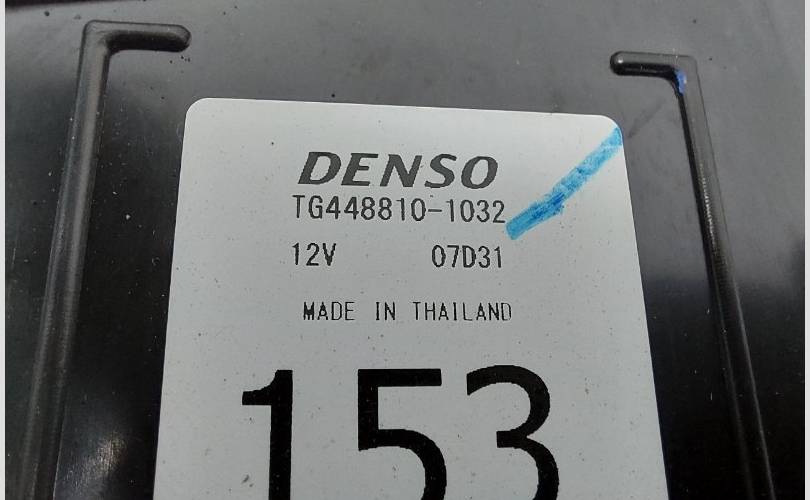 DENSO
TG448810-1032
12V 07D31
MADE IN THAILAND
153